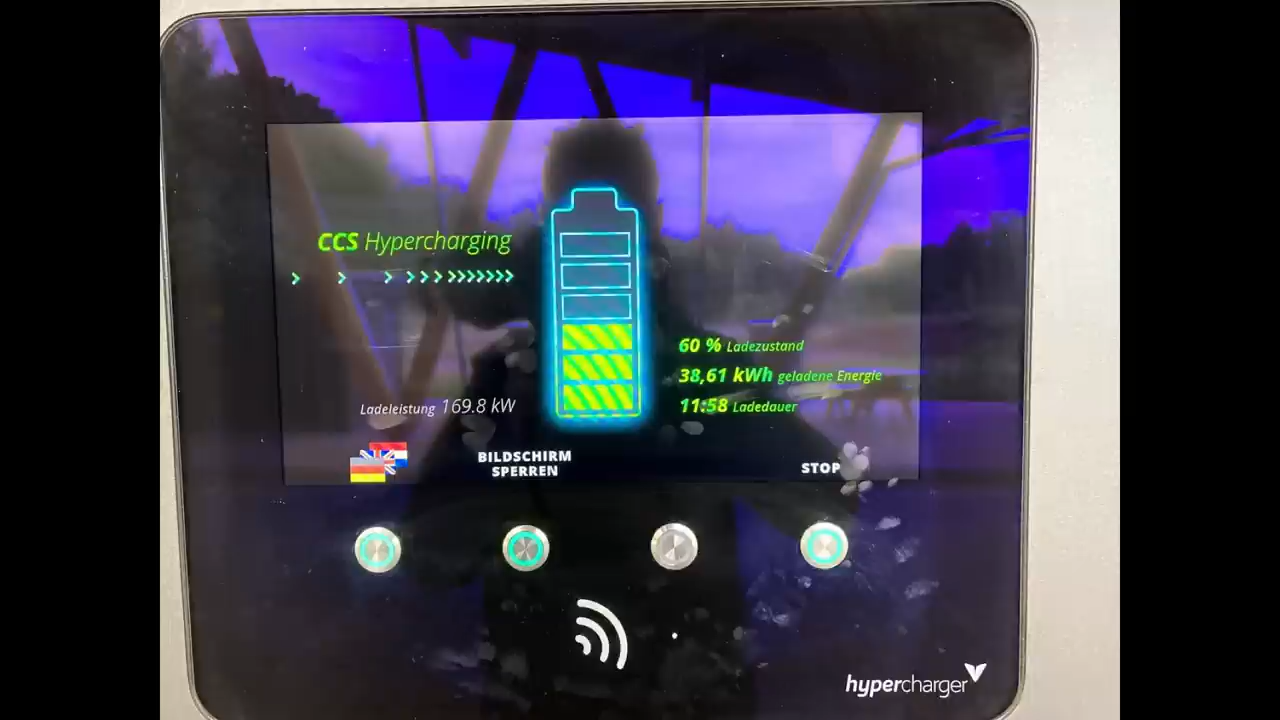 CCS Hypercharging
60 % Ladezustand
38,61 kWh geladene Energie
11:58 Ladedauer
Ladeleistung 169.8 kW
BILDSCHIRM
SPERREN
STOP
hypercharger